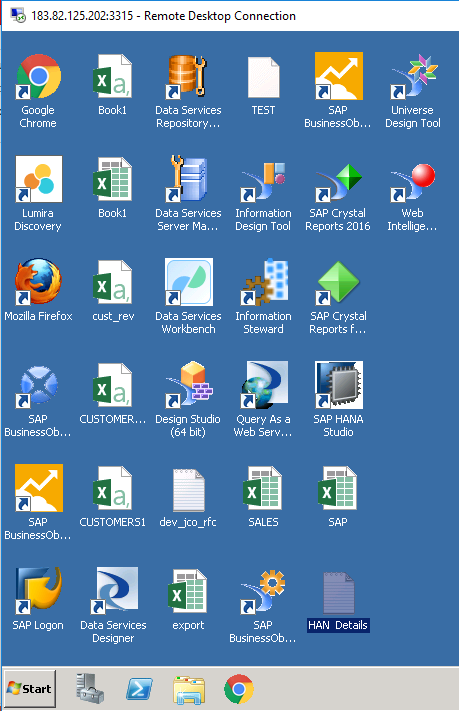 183.82.125.202:3315 - Remote Desktop Connection
Google
Chrome
Book1
Data Services
Repository...
TEST
SAP
BusinessOb...
Universe
Design Tool
Lumira
Discovery
Book1
Data Services
Server Ma...
Information
Design Tool
SAP Crystal
Reports 2016
Web
Intellige...
Mozilla Firefox
cust_rev
Data Services
Workbench
Information
Steward
SAP Crystal
Reports f...
SAP
BusinessOb...
CUSTOMER...
Design Studio
(64 bit)
Query As a
Web Serv...
SAP HANA
Studio
SAP
BusinessOb...
CUSTOMERS1
dev_jco_rfc
SALES
SAP
SAP Logon
Data Services
Designer
export
SAP
BusinessOb...
HAN_Details
Start